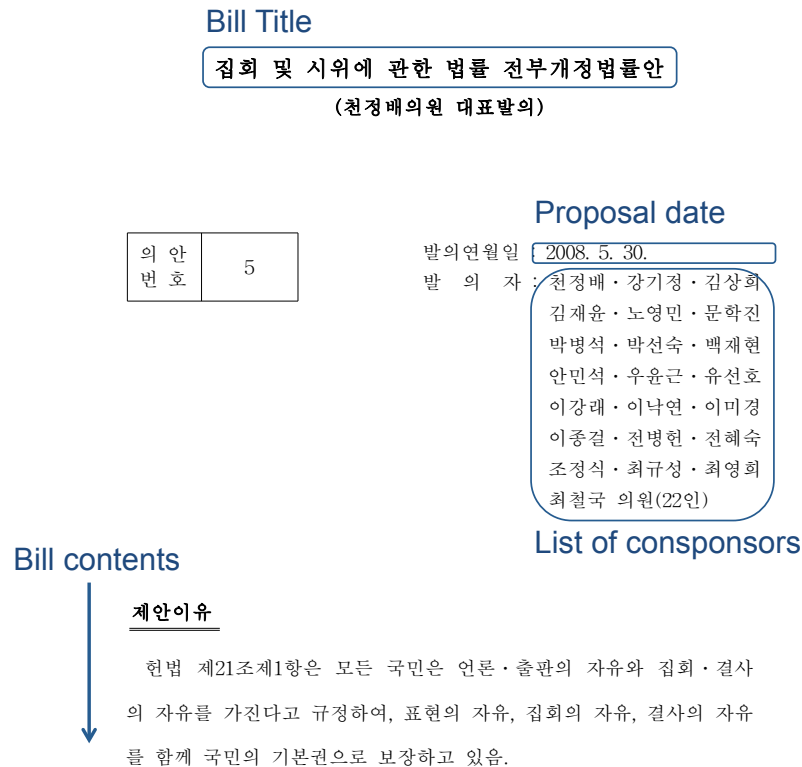 Bill Title
집회 및 시위에 관한 법률 전부개정법률안
(천정배의원 대표발의)
Proposal date
의 안
번 호
5
발의연월일 : 2008. 5. 30.
발 의 자 : 천정배・강기정・김상희
김재윤・노영민・문학진
박병석・박선숙・백재현
안민석・우윤근・유선호
이강래・이낙연・이미경
이종걸・전병헌・전혜숙
조정식・최규성・최영희
최철국 의원(22인)
List of consponsors
Bill contents
제안이유
헌법 제21조제1항은 모든 국민은 언론・출판의 자유와 집회・결사
의 자유를 가진다고 규정하여, 표현의 자유, 집회의 자유, 결사의 자유
를 함께 국민의 기본권으로 보장하고 있음.